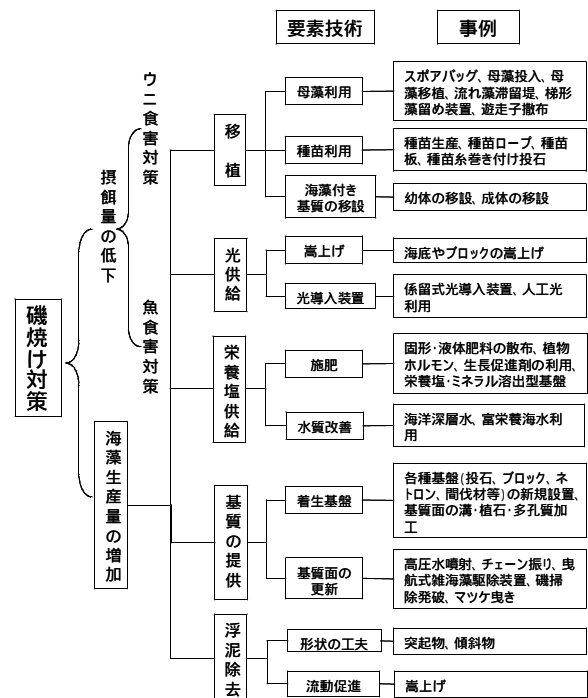 要素技術
事例
磯焼け対策
摂餌量の低下
ウニ食害対策
魚食害対策
海藻生産量の増加
移植
母藻利用
スポアバッグ、母藻投入、母
藻移植、流れ藻滞留堤、梯形
藻留め装置、遊走子撒布
種苗利用
種苗生産、種苗ロープ、種苗
板、種苗糸巻き付け投石
海藻付き
基質の移設
幼体の移設、成体の移設
光供給
嵩上げ
海底やブロックの嵩上げ
光導入装置
係留式光導入装置、人工光
利用
栄養塩供給
施肥
固形・液体肥料の散布、植物
ホルモン、生長促進剤の利用、
栄養塩・ミネラル溶出型基盤
水質改善
海洋深層水、富栄養海水利
用
基質の提供
着生基盤
各種基盤(投石、ブロック、ネ
トロン、間伐材等)の新規設置、
基質面の溝・植石・多孔質加
工
基質面の
更新
高圧水噴射、チェーン振り、曳
航式雑海藻駆除装置、磯掃
除発破、マツケ曳き
浮泥除去
形状の工夫
突起物、傾斜物
流動促進
嵩上げ